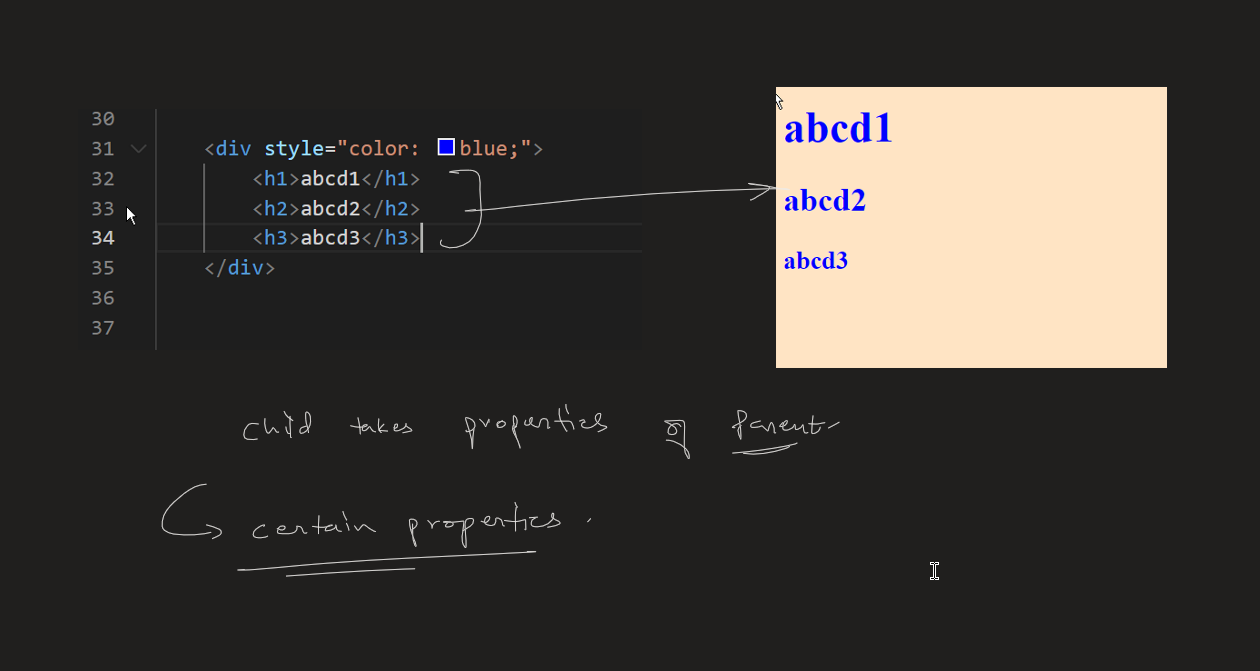 30
31 <div style="color: blue;">
32 <h1>abcd1</h1>
33 <h2>abcd2</h2>
34 <h3>abcd3</h3>
35 </div>
36
37
abcd1
abcd2
abcd3
child takes properties of Parent
certain properties.